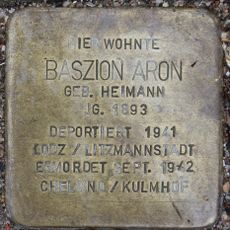 HIER WOHNTE
BASZION ARON
GEB. HEIMANN
JG. 1893
DEPORTIERT 1941
LODZ / LITZMANNSTADT
ERMORDET SEPT. 1942
CHELMNO / KULMHOF